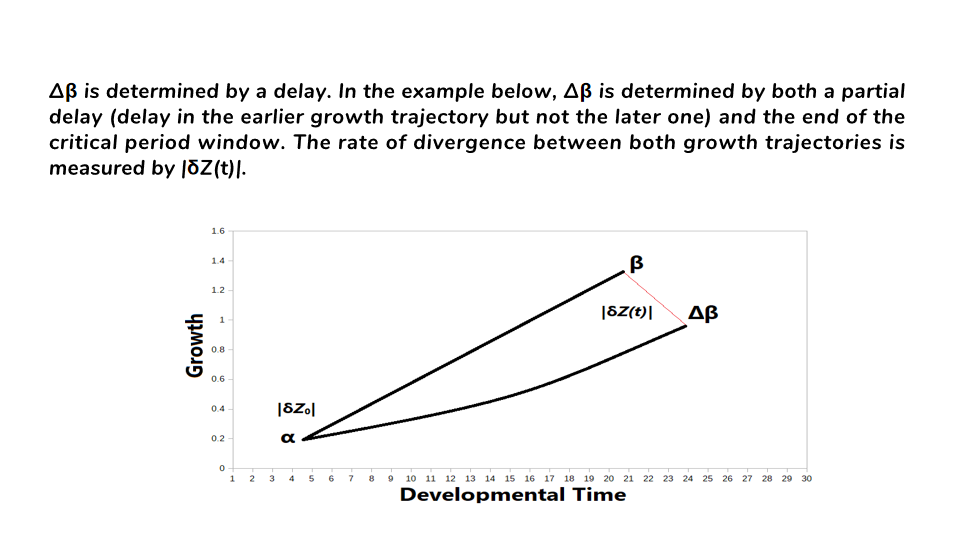 Δβ is determined by a delay. In the example below, Δβ is determined by both a partial
delay (delay in the earlier growth trajectory but not the later one) and the end of the
critical period window. The rate of divergence between both growth trajectories is
measured by |δZ(t)|.
1.6
1.4
1.2
1
0.8
0.6
0.4
0.2
0
Growth
β
|δZ(t)|
Δβ
|δZ₀|
α
1 2 3 4 5 6 7 8 9 10 11 12 13 14 15 16 17 18 19 20 21 22 23 24 25 26 27 28 29 30
Developmental Time